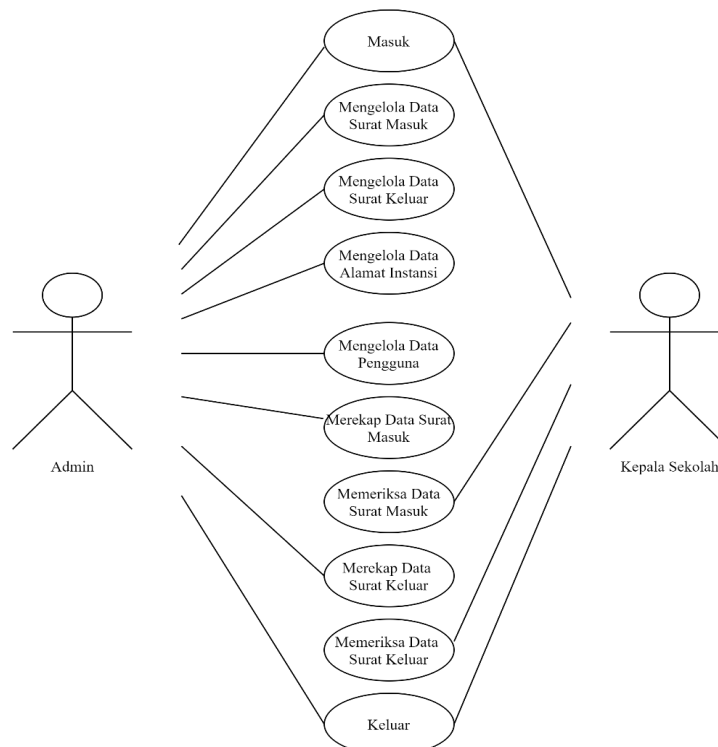 Masuk
Mengelola Data
Surat Masuk
Mengelola Data
Surat Keluar
Mengelola Data
Alamat Instansi
Mengelola Data
Pengguna
Merekap Data Surat
Masuk
Admin
Kepala Sekolah
Memeriksa Data
Surat Masuk
Merekap Data
Surat Keluar
Memeriksa Data
Surat Keluar
Keluar